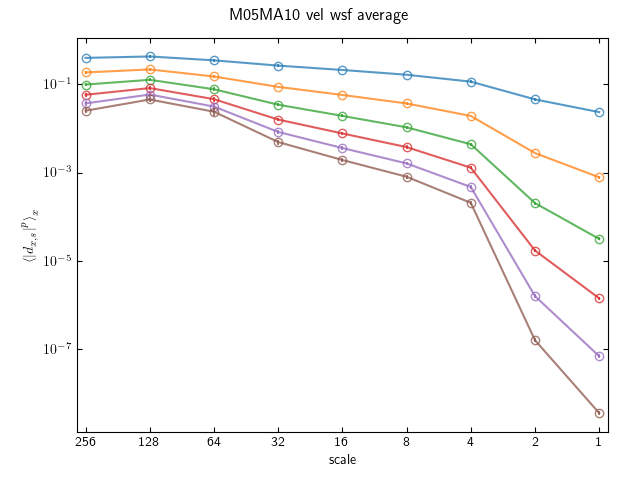 M05MA10 vel wsf average
10⁻¹
10⁻³
10⁻⁵
10⁻⁷
⟨|d_{x,s}|^p⟩_x
256 128 64 32 16 8 4 2 1
scale